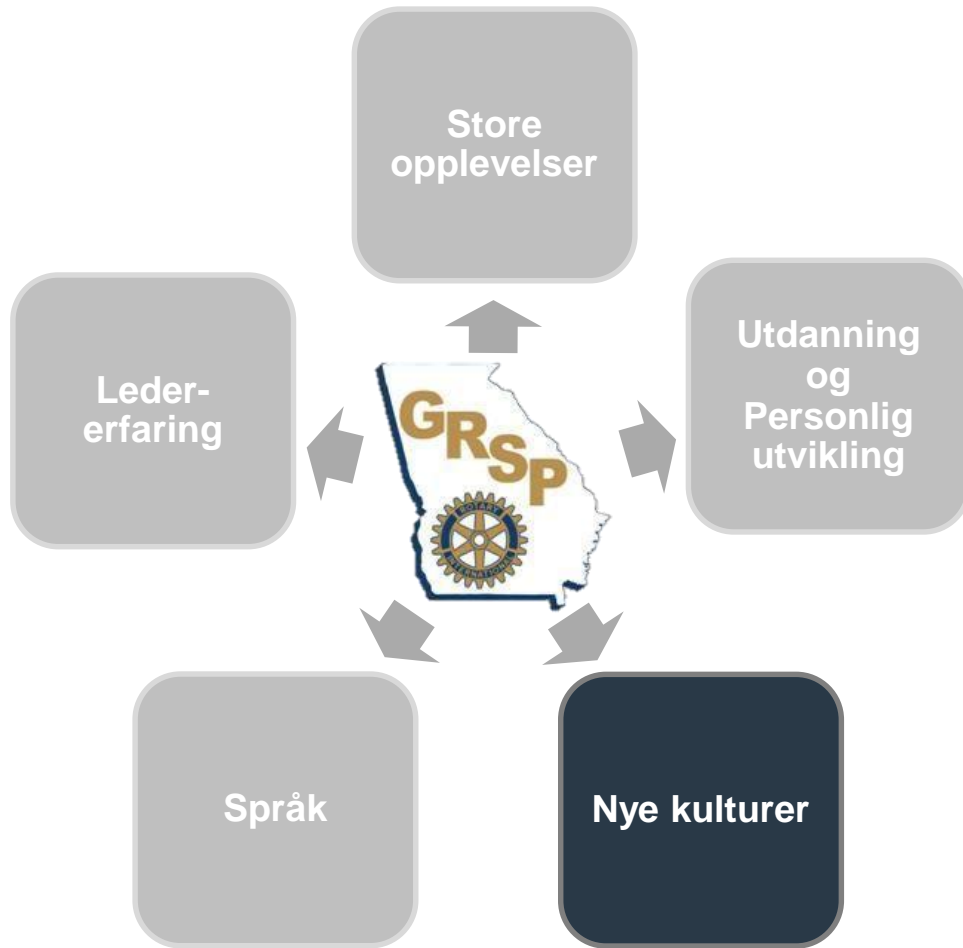 Store
opplevelser
Utdanning
og
Personlig
utvikling
Leder-
erfaring
GRSP
ROTARY
INTERNATIONAL
Språk
Nye kulturer